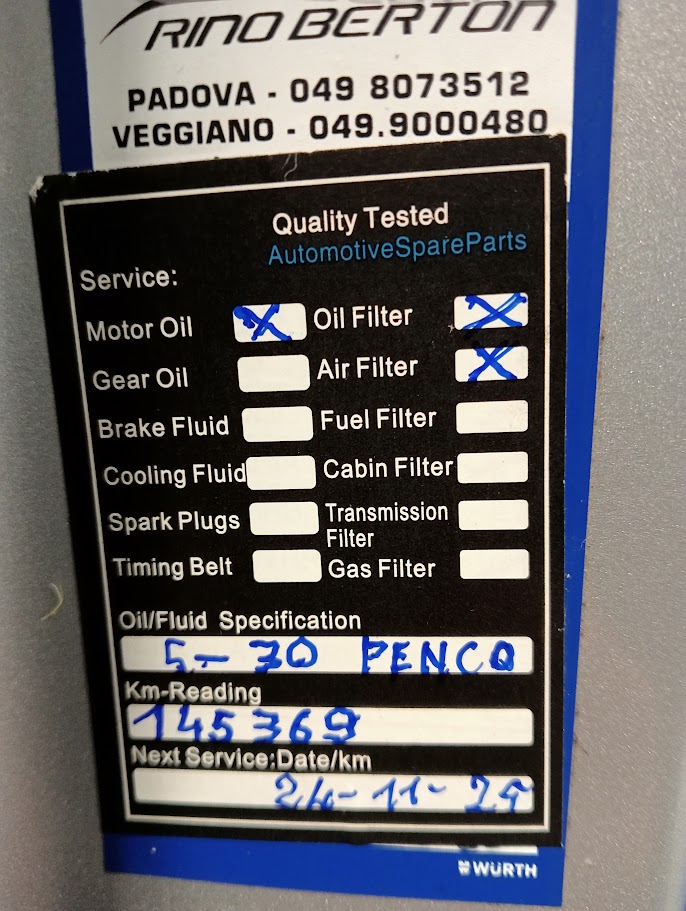 RINO BERTON
PADOVA - 049 8073512
VEGGIANO - 049.9000480
Quality Tested
AutomotiveSpareParts
Service:
Motor Oil X Oil Filter X
Gear Oil Air Filter X
Brake Fluid Fuel Filter
Cooling Fluid Cabin Filter
Spark Plugs Transmission Filter
Timing Belt Gas Filter
Oil/Fluid Specification
5-30 PENCO
Km-Reading
145369
Next Service:Date/km
24-11-25
WÜRTH